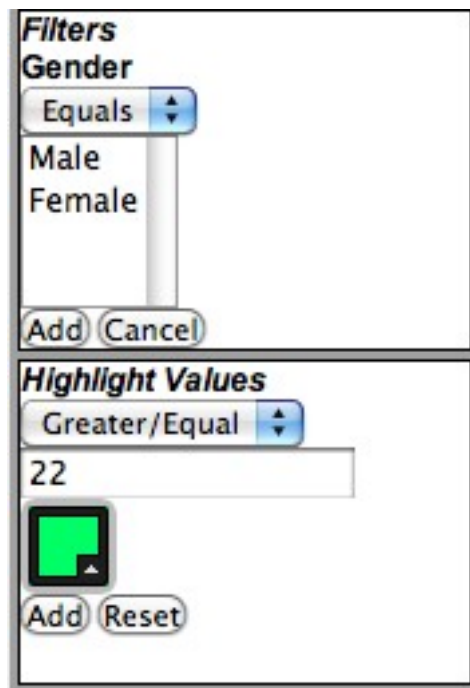 Filters
Gender
Equals
Male
Female
Add Cancel
Highlight Values
Greater/Equal
22
Add Reset